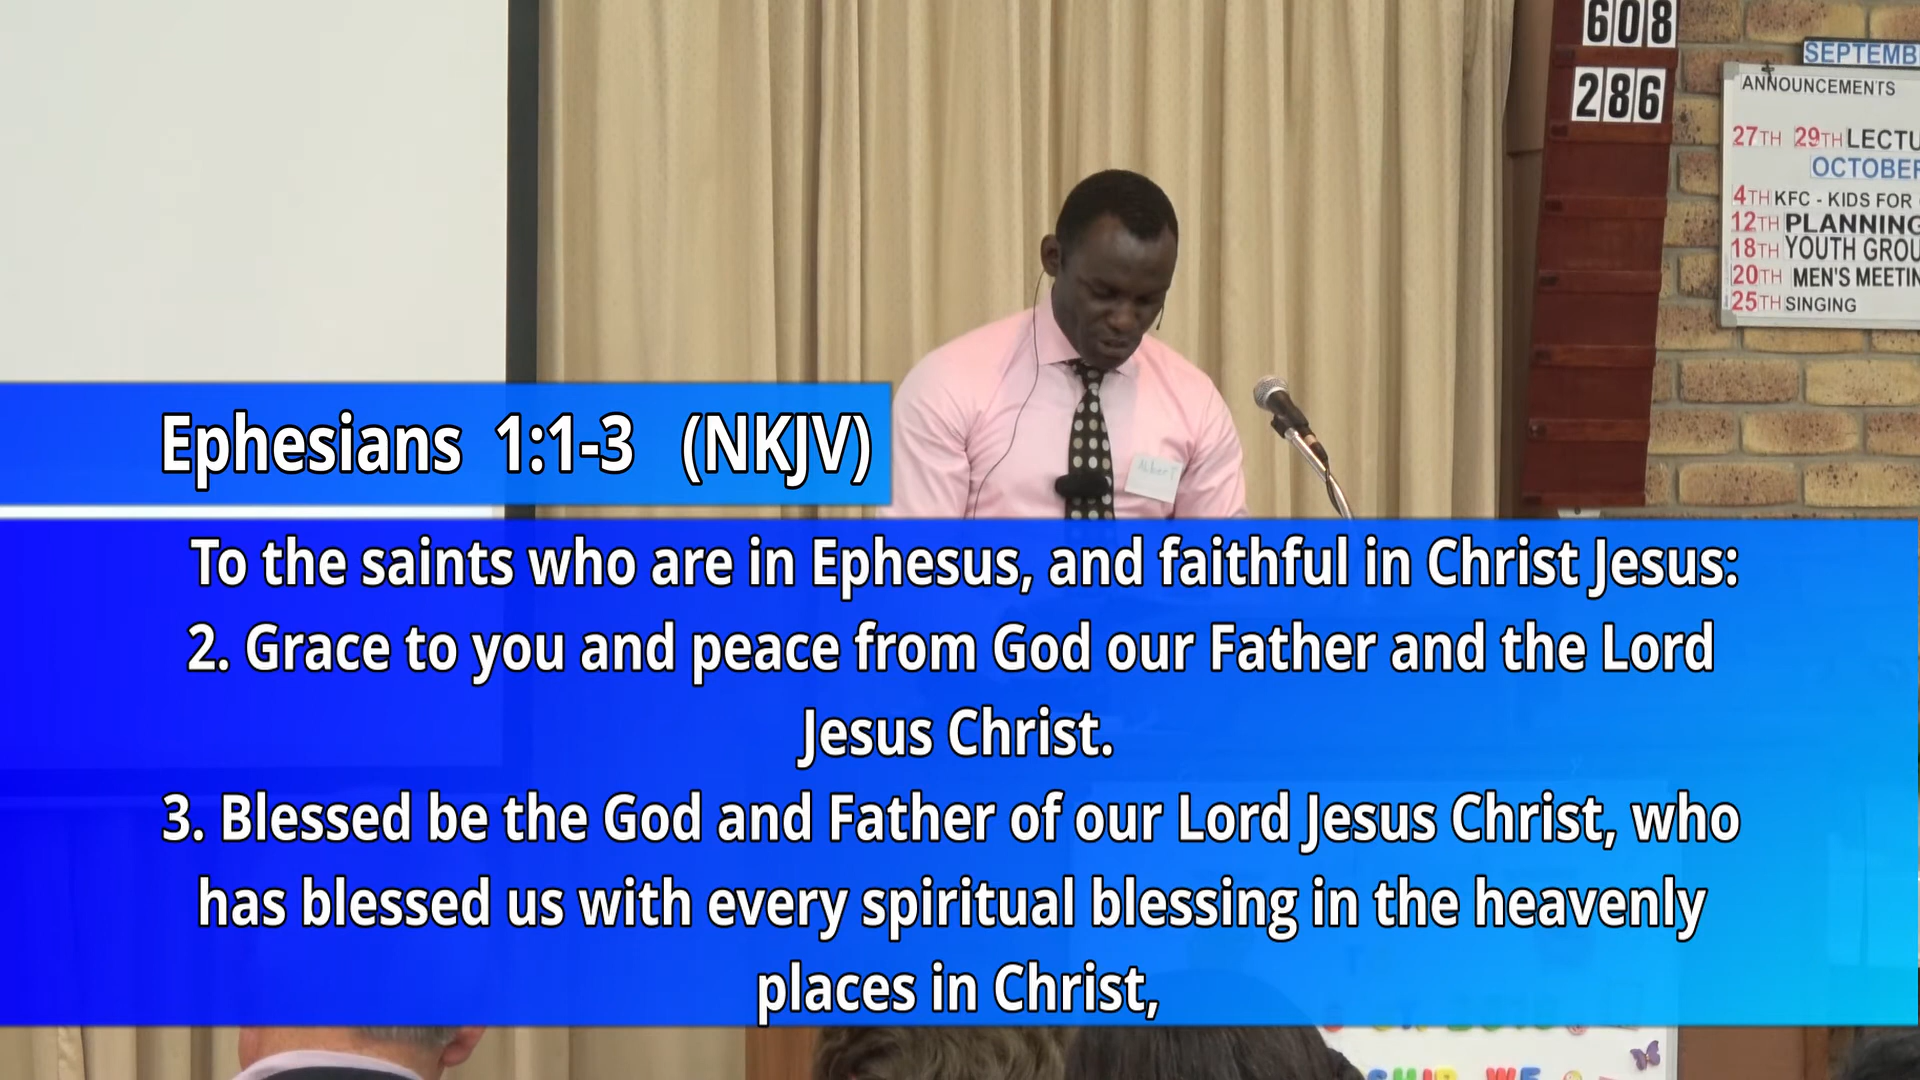 608
286
SEPTEMB
ANNOUNCEMENTS
27TH 29TH LECTU
OCTOBER
4TH KFC - KIDS FOR
12TH PLANNING
18TH YOUTH GROU
20TH MEN'S MEETIN
25TH SINGING
Albert
Ephesians 1:1-3 (NKJV)
To the saints who are in Ephesus, and faithful in Christ Jesus:
2. Grace to you and peace from God our Father and the Lord
Jesus Christ.
3. Blessed be the God and Father of our Lord Jesus Christ, who
has blessed us with every spiritual blessing in the heavenly
places in Christ,
SHIP WE